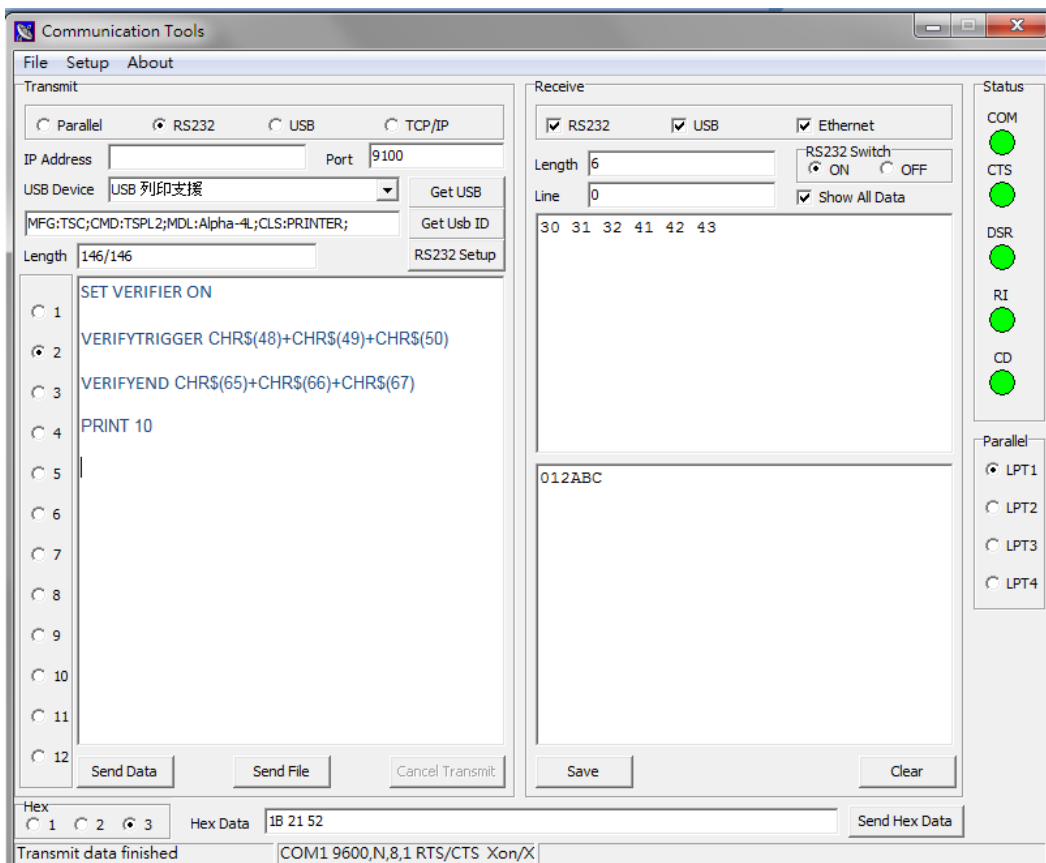 Communication Tools
File Setup About
Transmit
Parallel RS232 USB TCP/IP
IP Address Port 9100
USB Device USB 列印支援 Get USB
MFG:TSC;CMD:TSPL2;MDL:Alpha-4L;CLS:PRINTER; Get Usb ID
Length 146/146 RS232 Setup
1
2
3
4
5
6
7
8
9
10
11
12
SET VERIFIER ON
VERIFYTRIGGER CHR$(48)+CHR$(49)+CHR$(50)
VERIFYEND CHR$(65)+CHR$(66)+CHR$(67)
PRINT 10
Send Data Send File Cancel Transmit
Receive
RS232 USB Ethernet
Length 6
RS232 Switch
ON OFF
Line 0 Show All Data
30 31 32 41 42 43
012ABC
Save Clear
Status
COM
CTS
DSR
RI
CD
Parallel
LPT1
LPT2
LPT3
LPT4
Hex
1 2 3 Hex Data 1B 21 52 Send Hex Data
Transmit data finished COM1 9600,N,8,1 RTS/CTS Xon/X